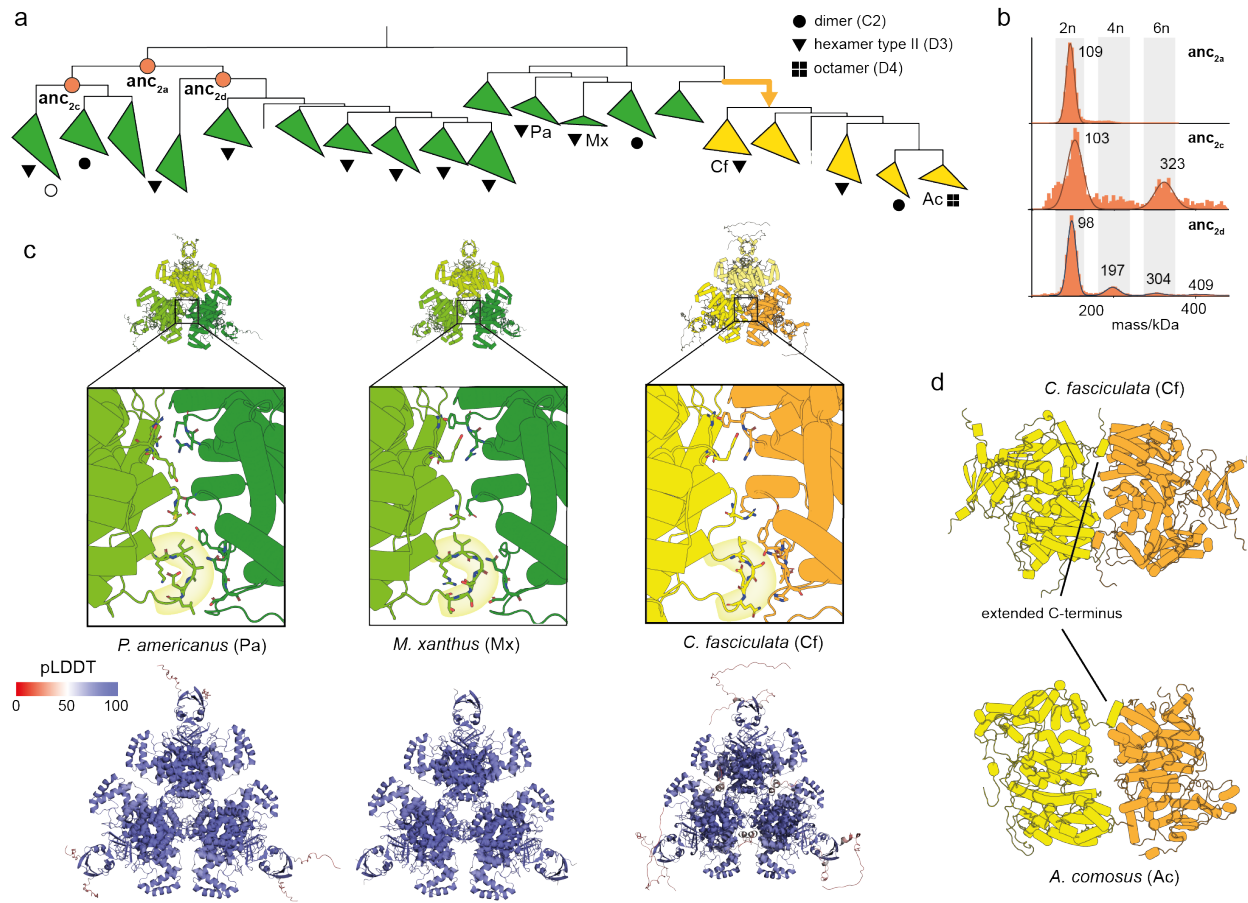 a
dimer (C2)
hexamer type II (D3)
octamer (D4)
anc2a
anc2c
anc2d
Pa
Mx
Cf
Ac
b
2n 4n 6n
anc2a
109
anc2c
103
323
anc2d
98
197
304
409
200 400
mass/kDa
c
P. americanus (Pa)
M. xanthus (Mx)
C. fasciculata (Cf)
pLDDT
0 50 100
d
C. fasciculata (Cf)
extended C-terminus
A. comosus (Ac)